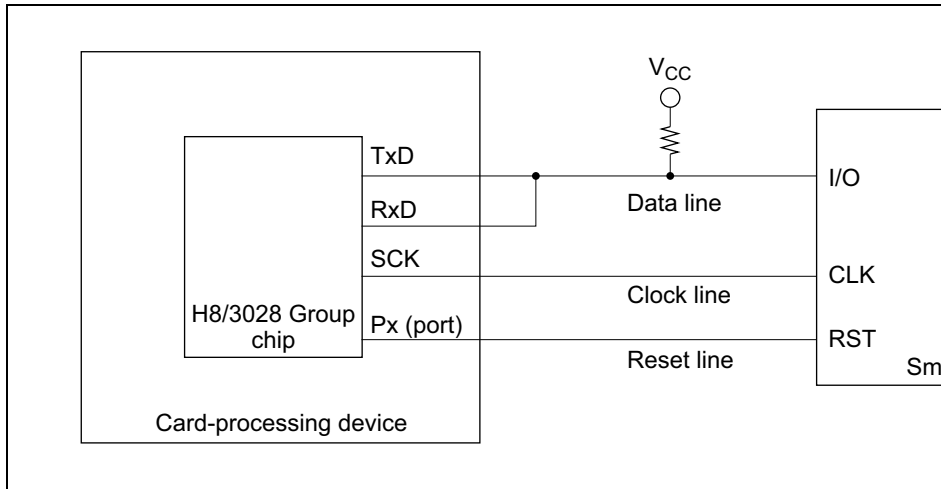 VCC
TxD
I/O
Data line
RxD
SCK
CLK
Clock line
H8/3028 Group
chip
Px (port)
RST
Reset line
Sm
Card-processing device